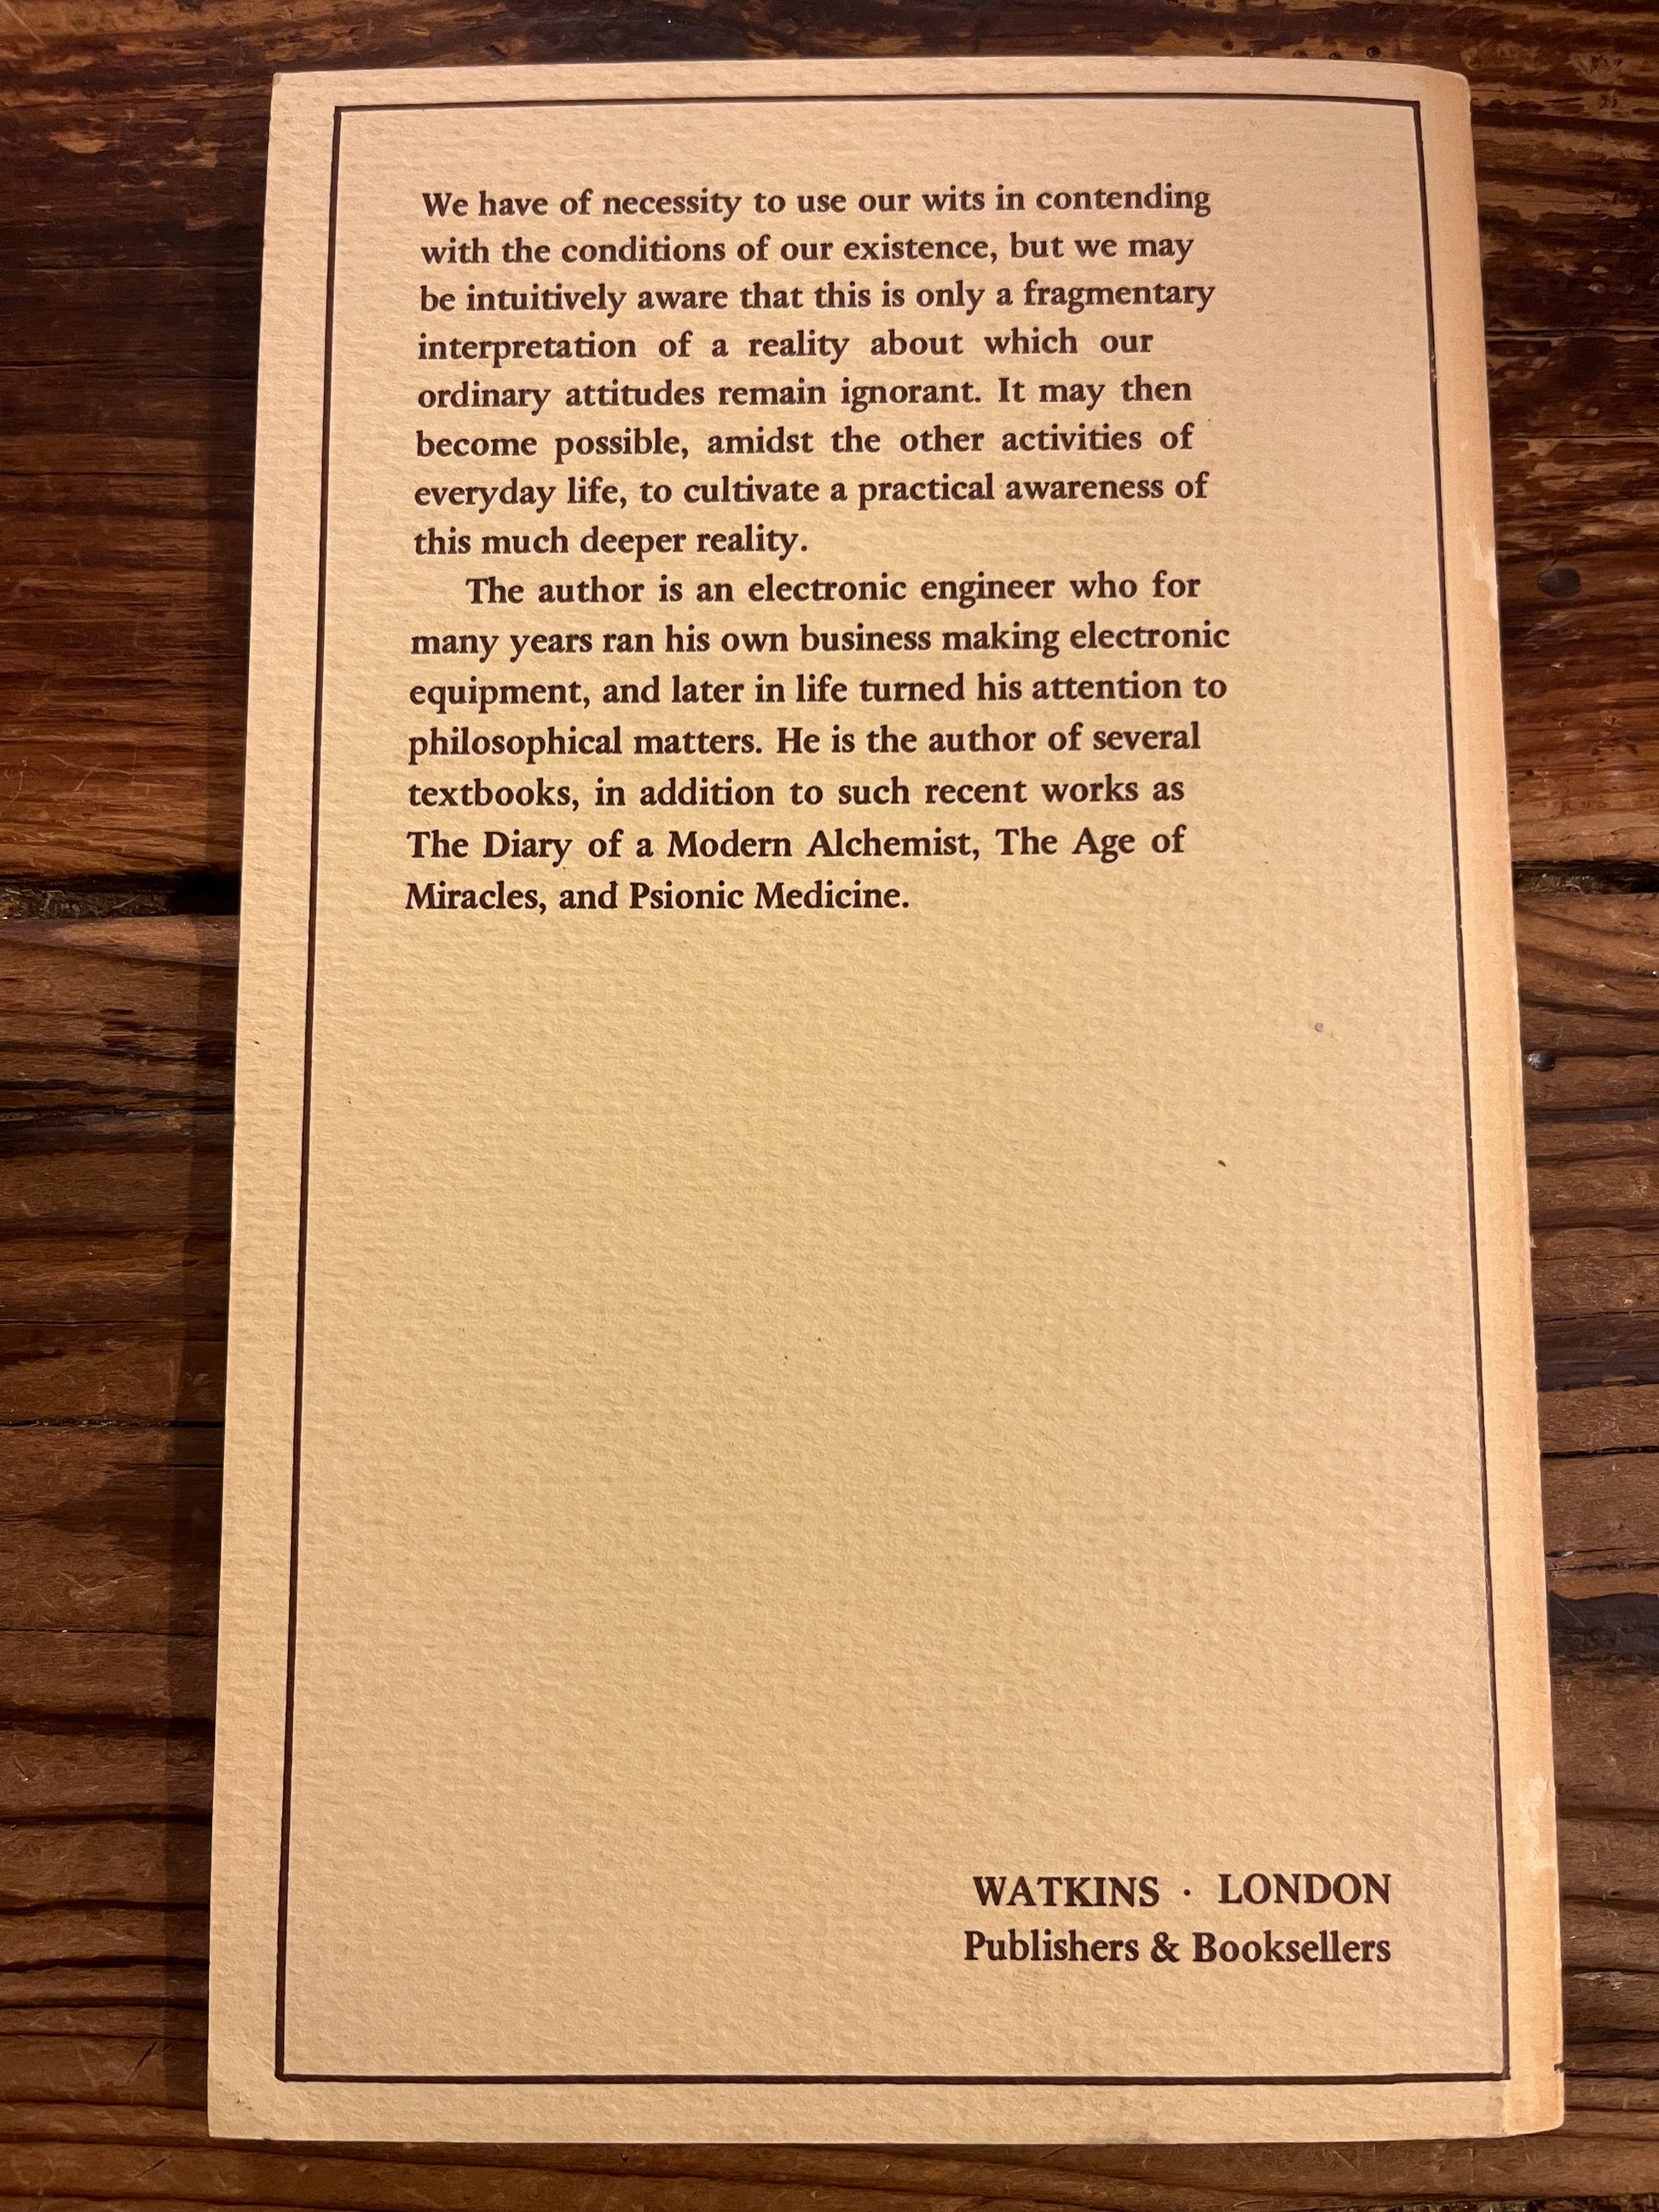 We have of necessity to use our wits in contending
with the conditions of our existence, but we may
be intuitively aware that this is only a fragmentary
interpretation of a reality about which our
ordinary attitudes remain ignorant. It may then
become possible, amidst the other activities of
everyday life, to cultivate a practical awareness of
this much deeper reality.
The author is an electronic engineer who for
many years ran his own business making electronic
equipment, and later in life turned his attention to
philosophical matters. He is the author of several
textbooks, in addition to such recent works as
The Diary of a Modern Alchemist, The Age of
Miracles, and Psionic Medicine.
WATKINS · LONDON
Publishers & Booksellers